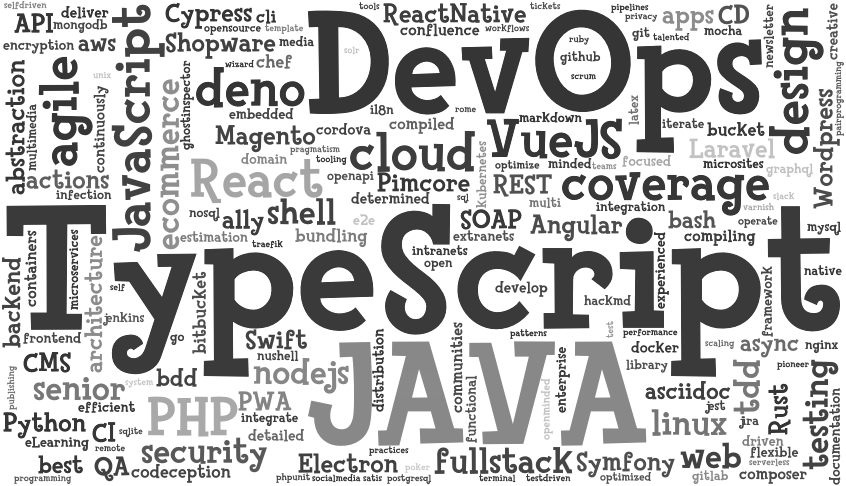 selfdriven
API
deliver
mongodb
encryption
aws
JavaScript
Cypress
cli
opensource
template
Shopware
media
wizard
chef
solr
tools
ReactNative
confluence
workflows
tickets
pipelines
privacy
apps
CD
git
talented
mocha
newsletter
design
creative
pairprogramming
DevOps
ruby
github
scrum
abstraction
multimedia
agile
unix
continuously
ecommerce
ghostinspector
deno
embedded
Magento
cordova
i18n
compiled
rome
markdown
latex
iterate
bucket
Laravel
Wordpress
actions
infection
domain
pragmatism
tooling
cloud
VueJS
optimize
minded
teams
focused
microsites
graphql
React
openapi
Pimcore
Kubernetes
REST
coverage
slack
determined
sql
multi
integration
varnish
nosql
ally
shell
e2e
SOAP
Angular
bash
operate
mysql
estimation
traefik
bundling
extranets
intranets
open
compiling
TypeScript
containers
microservices
architecture
backend
self
jenkins
go
bitbucket
develop
hackmd
experienced
native
framework
frontend
Swift
nushell
patterns
test
performance
docker
scaling
async
nginx
CMS
publishing
senior
system
bdd
nodejs
distribution
communities
functional
enterprise
openminded
library
pioneer
JAVA
efficient
PHP
PWA
integrate
detailed
asciidoc
jest
tdd
jira
Rust
testing
documentation
Python
eLearning
CI
sqlite
remote
linux
driven
flexible
serverless
best
QA
programming
security
codeception
Electron
practices
phpunit
socialmedia
satis
poker
postgresql
fullstack
terminal
testdriven
Symfony
optimized
web
gitlab
composer